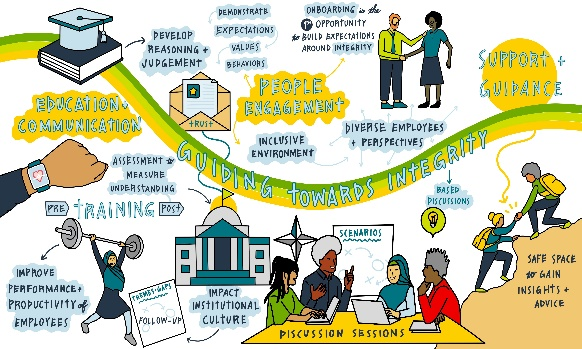 DEVELOP
REASONING +
JUDGEMENT
DEMONSTRATE
EXPECTATIONS
VALUES
BEHAVIORS
ONBOARDING is the
1st OPPORTUNITY
to BUILD EXPECTATIONS
AROUND INTEGRITY
SUPPORT +
GUIDANCE
EDUCATION +
COMMUNICATION
PEOPLE
ENGAGEMENT
TRUST
INCLUSIVE
ENVIRONMENT
DIVERSE EMPLOYEES
+ PERSPECTIVES
GUIDING TOWARDS INTEGRITY
ASSESSMENT to
MEASURE
UNDERSTANDING
PRE
TRAINING
POST
BASED
DISCUSSIONS
SCENARIOS
IMPROVE
PERFORMANCE +
PRODUCTIVITY of
EMPLOYEES
THEMES + GAPS
FOLLOW-UP
IMPACT
INSTITUTIONAL
CULTURE
DISCUSSION SESSIONS
SAFE SPACE
to GAIN
INSIGHTS +
ADVICE